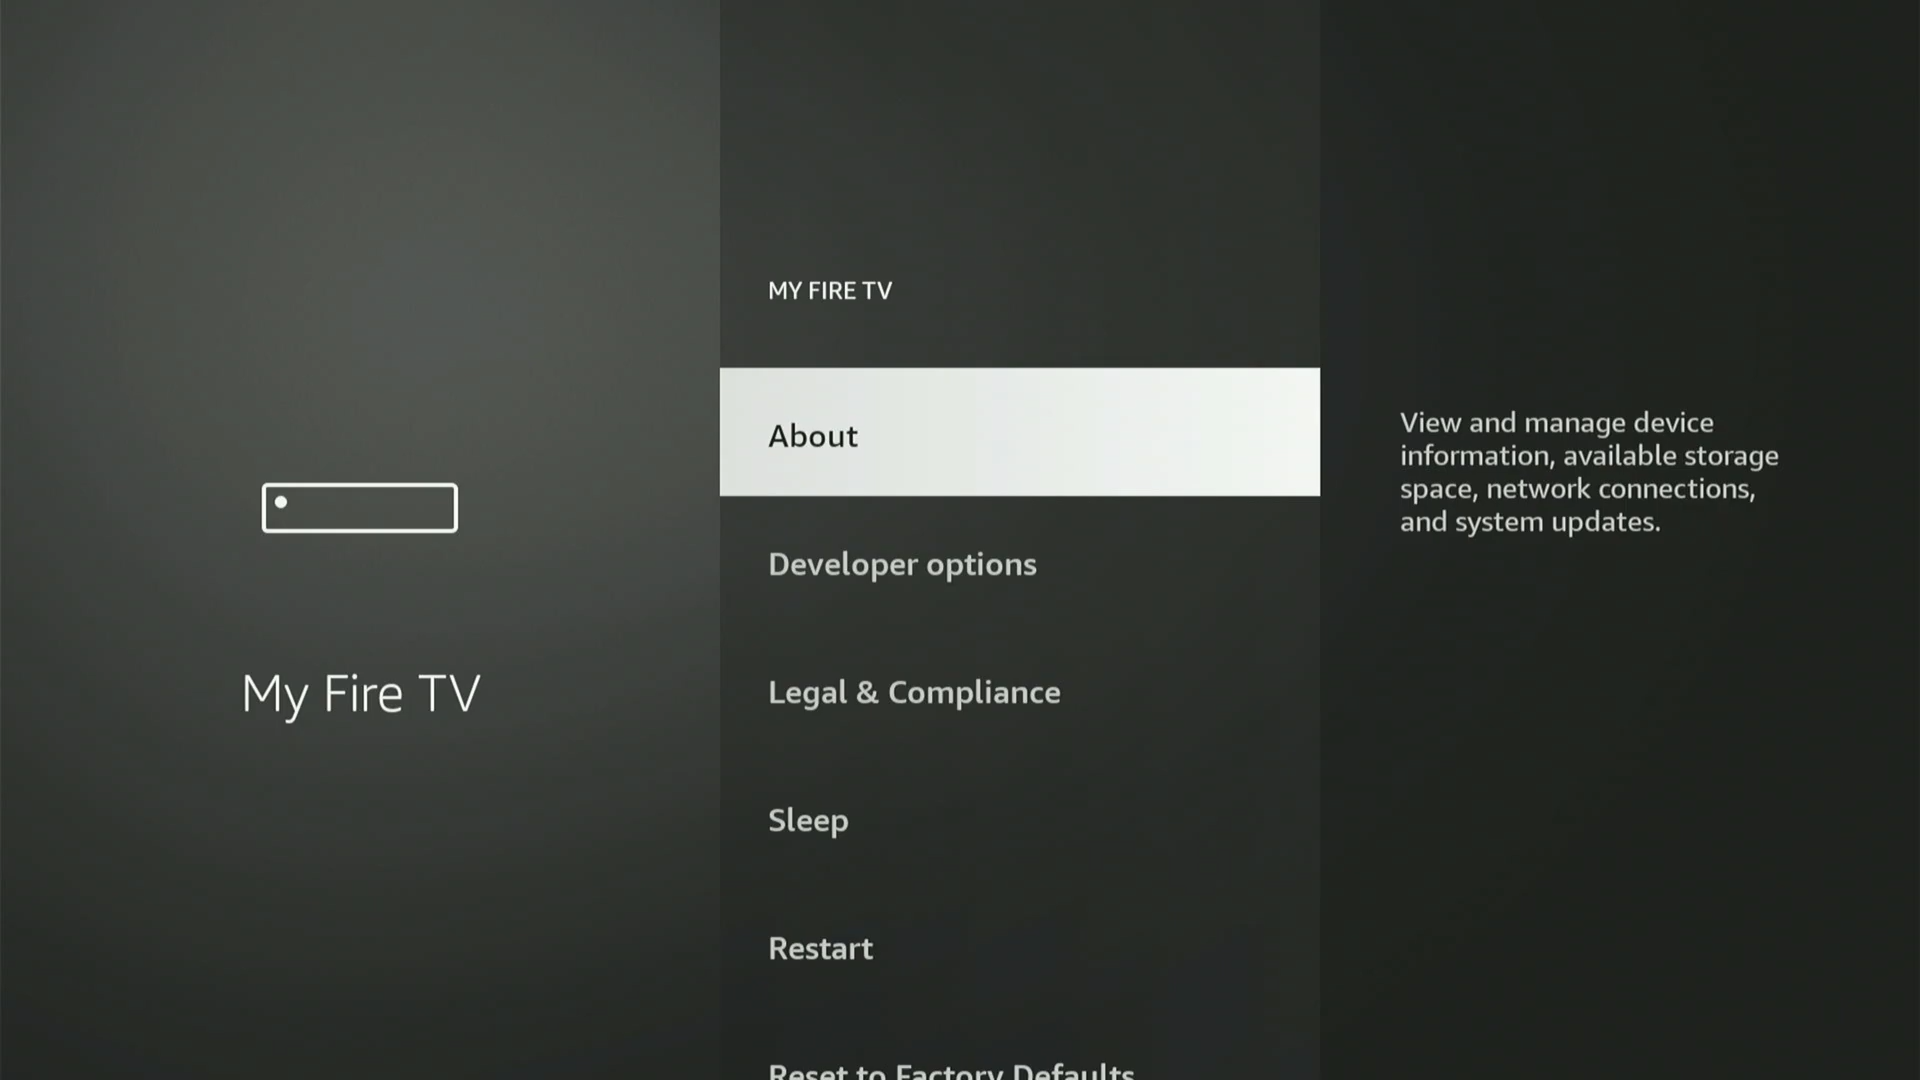 My Fire TV
MY FIRE TV
About
Developer options
Legal & Compliance
Sleep
Restart
Reset to Factory Defaults
View and manage device
information, available storage
space, network connections,
and system updates.